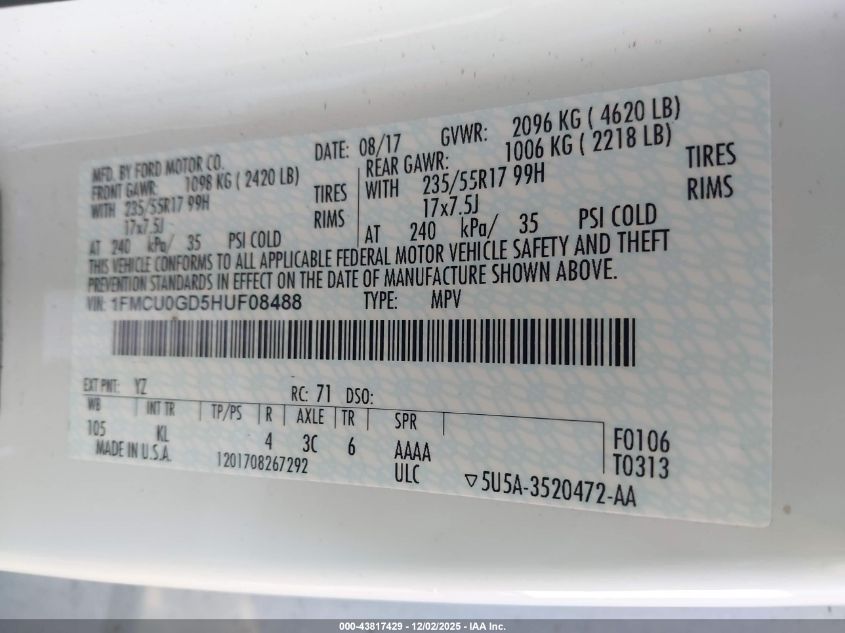 MFD. BY FORD MOTOR CO. DATE: 08/17 GVWR: 2096 KG ( 4620 LB)
FRONT GAWR: 1098 KG ( 2420 LB) REAR GAWR: 1006 KG ( 2218 LB)
WITH 235/55R17 99H TIRES WITH 235/55R17 99H TIRES
17x7.5J RIMS 17x7.5J RIMS
AT 240 kPa/ 35 PSI COLD AT 240 kPa/ 35 PSI COLD
THIS VEHICLE CONFORMS TO ALL APPLICABLE FEDERAL MOTOR VEHICLE SAFETY AND THEFT
PREVENTION STANDARDS IN EFFECT ON THE DATE OF MANUFACTURE SHOWN ABOVE.
VIN: 1FMCU0GD5HUF08488 TYPE: MPV
EXT PNT: YZ RC: 71 DSO:
WB INT TR TP/PS R AXLE TR SPR
105 KL 4 3C 6 AAAA F0106
MADE IN U.S.A. 1201708267292 ULC T0313
▽5U5A-3520472-AA
000-43817429 - 12/02/2025 - IAA Inc.